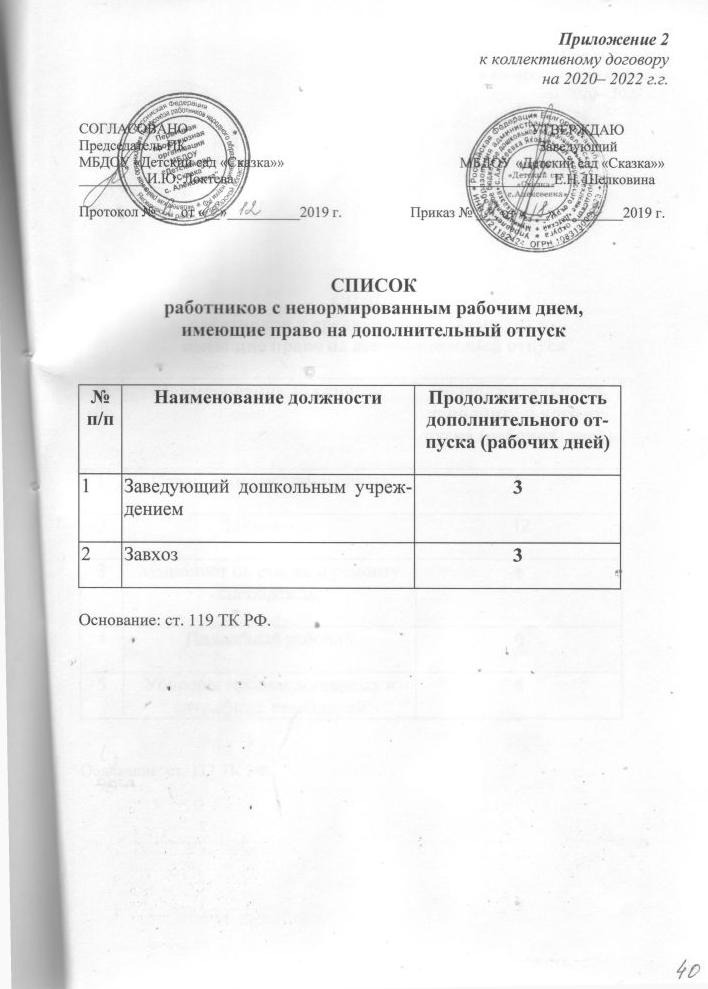 Приложение 2
к коллективному договору
на 2020– 2022 г.г.
СОГЛАСОВАНО
Председатель ПК
МБДОУ «Детский сад «Сказка»»
И.Ю. Локтева
Протокол № от « » 12 2019 г.
УТВЕРЖДАЮ
Заведующий
МБДОУ «Детский сад «Сказка»»
Е.Н. Шелковина
Приказ № от 2019 г.
СПИСОК
работников с ненормированным рабочим днем,
имеющие право на дополнительный отпуск
№
п/п
Наименование должности
Продолжительность
дополнительного от-
пуска (рабочих дней)
1
Заведующий дошкольным учреж-
дением
3
2
Завхоз
3
Основание: ст. 119 ТК РФ.
40